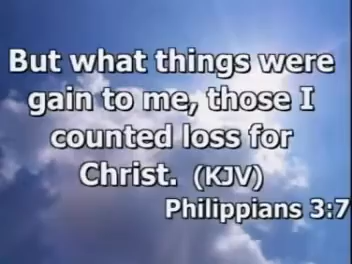 But what things were
gain to me, those I
counted loss for
Christ. (KJV)
Philippians 3:7